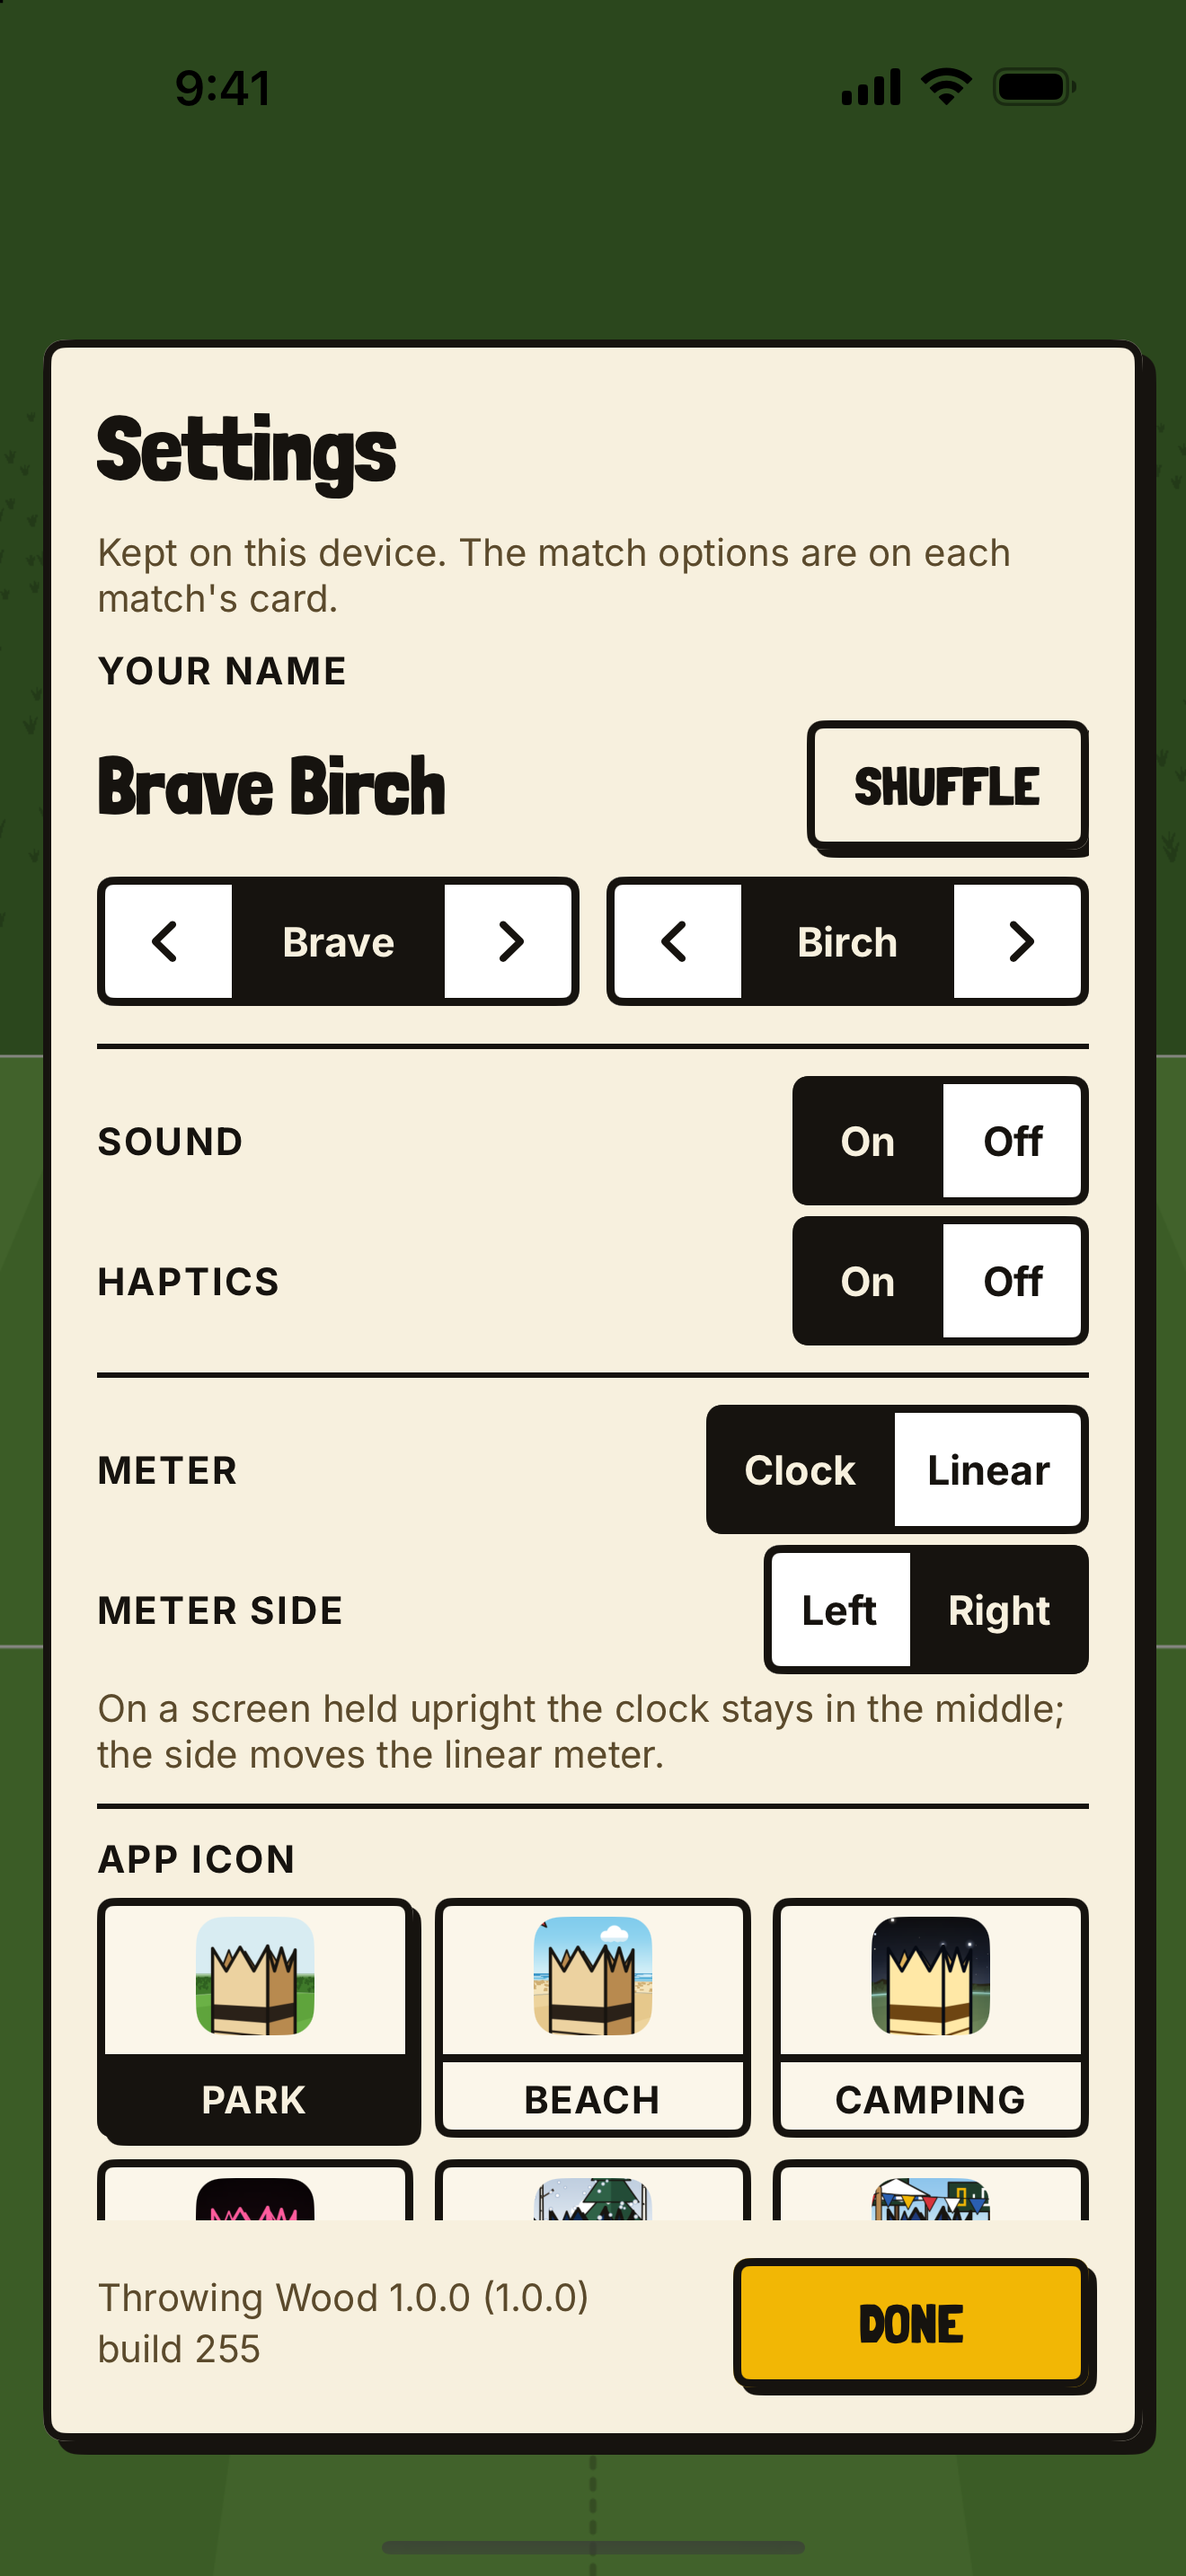 9:41
Settings
Kept on this device. The match options are on each
match's card.
YOUR NAME
Brave Birch
SHUFFLE
Brave
Birch
SOUND
On
Off
HAPTICS
On
Off
METER
Clock
Linear
METER SIDE
Left
Right
On a screen held upright the clock stays in the middle;
the side moves the linear meter.
APP ICON
PARK
BEACH
CAMPING
Throwing Wood 1.0.0 (1.0.0)
build 255
DONE